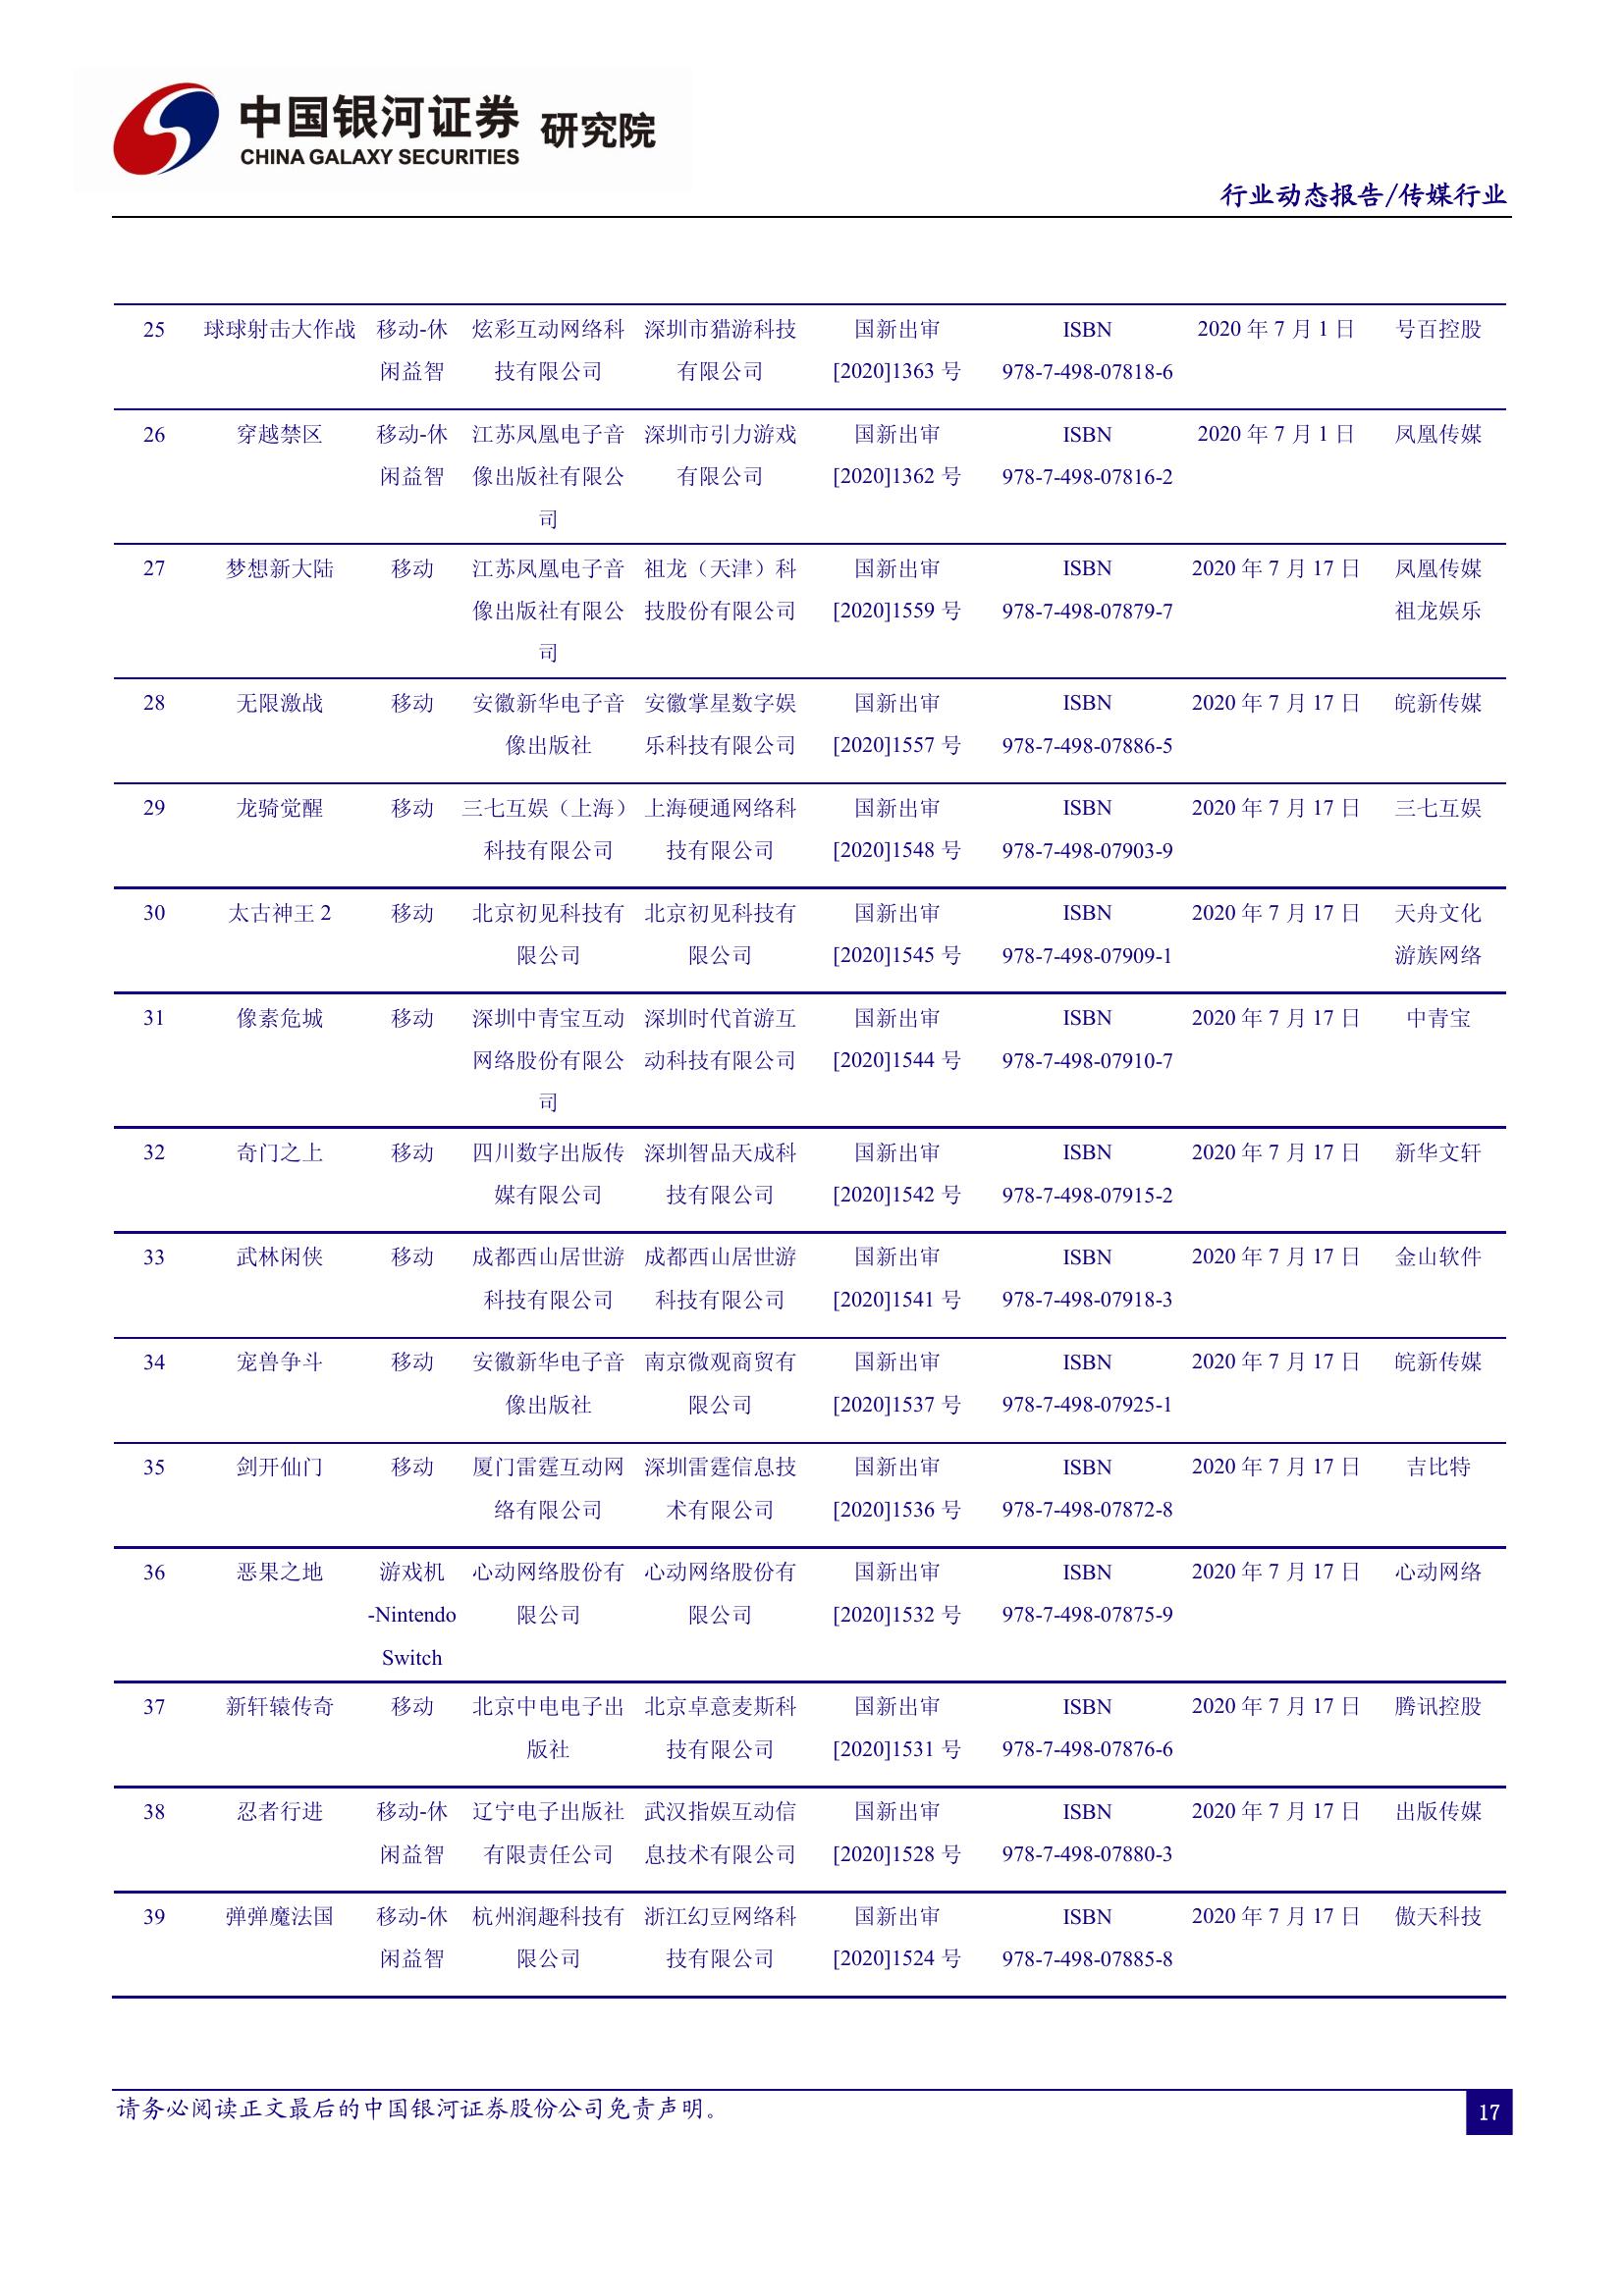 中国银河证券 研究院
CHINA GALAXY SECURITIES
行业动态报告/传媒行业
25 球球射击大作战 移动-休 炫彩互动网络科 深圳市猎游科技 国新出审 ISBN 2020 年 7 月 1 日 号百控股
闲益智 技有限公司 有限公司 [2020]1363 号 978-7-498-07818-6
26 穿越禁区 移动-休 江苏凤凰电子音 深圳市引力游戏 国新出审 ISBN 2020 年 7 月 1 日 凤凰传媒
闲益智 像出版社有限公 有限公司 [2020]1362 号 978-7-498-07816-2
司
27 梦想新大陆 移动 江苏凤凰电子音 祖龙（天津）科 国新出审 ISBN 2020 年 7 月 17 日 凤凰传媒
像出版社有限公 技股份有限公司 [2020]1559 号 978-7-498-07879-7 祖龙娱乐
司
28 无限激战 移动 安徽新华电子音 安徽掌星数字娱 国新出审 ISBN 2020 年 7 月 17 日 皖新传媒
像出版社 乐科技有限公司 [2020]1557 号 978-7-498-07886-5
29 龙骑觉醒 移动 三七互娱（上海） 上海硬通网络科 国新出审 ISBN 2020 年 7 月 17 日 三七互娱
科技有限公司 技有限公司 [2020]1548 号 978-7-498-07903-9
30 太古神王 2 移动 北京初见科技有 北京初见科技有 国新出审 ISBN 2020 年 7 月 17 日 天舟文化
限公司 限公司 [2020]1545 号 978-7-498-07909-1 游族网络
31 像素危城 移动 深圳中青宝互动 深圳时代首游互 国新出审 ISBN 2020 年 7 月 17 日 中青宝
网络股份有限公 动科技有限公司 [2020]1544 号 978-7-498-07910-7
司
32 奇门之上 移动 四川数字出版传 深圳智品天成科 国新出审 ISBN 2020 年 7 月 17 日 新华文轩
媒有限公司 技有限公司 [2020]1542 号 978-7-498-07915-2
33 武林闲侠 移动 成都西山居世游 成都西山居世游 国新出审 ISBN 2020 年 7 月 17 日 金山软件
科技有限公司 科技有限公司 [2020]1541 号 978-7-498-07918-3
34 宠兽争斗 移动 安徽新华电子音 南京微观商贸有 国新出审 ISBN 2020 年 7 月 17 日 皖新传媒
像出版社 限公司 [2020]1537 号 978-7-498-07925-1
35 剑开仙门 移动 厦门雷霆互动网 深圳雷霆信息技 国新出审 ISBN 2020 年 7 月 17 日 吉比特
络有限公司 术有限公司 [2020]1536 号 978-7-498-07872-8
36 恶果之地 游戏机 心动网络股份有 心动网络股份有 国新出审 ISBN 2020 年 7 月 17 日 心动网络
-Nintendo 限公司 限公司 [2020]1532 号 978-7-498-07875-9
Switch
37 新轩辕传奇 移动 北京中电电子出 北京卓意麦斯科 国新出审 ISBN 2020 年 7 月 17 日 腾讯控股
版社 技有限公司 [2020]1531 号 978-7-498-07876-6
38 忍者行进 移动-休 辽宁电子出版社 武汉指娱互动信 国新出审 ISBN 2020 年 7 月 17 日 出版传媒
闲益智 有限责任公司 息技术有限公司 [2020]1528 号 978-7-498-07880-3
39 弹弹魔法国 移动-休 杭州润趣科技有 浙江幻豆网络科 国新出审 ISBN 2020 年 7 月 17 日 傲天科技
闲益智 限公司 技有限公司 [2020]1524 号 978-7-498-07885-8
请务必阅读正文最后的中国银河证券股份公司免责声明。
17